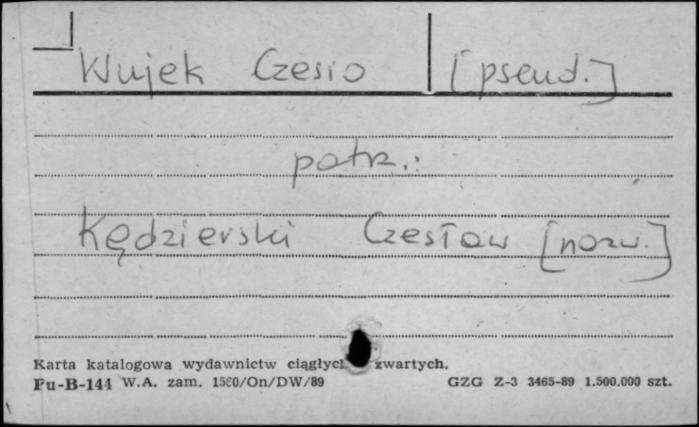 Wujek Czesio [pseud.]
patrz.:
Kędzierski Czesław [nazw.]
Karta katalogowa wydawnictw ciągłych zwartych.
Pu-B-144 W.A. zam. 1580/On/DW/89 GZG Z-3 3465-89 1.500.000 szt.